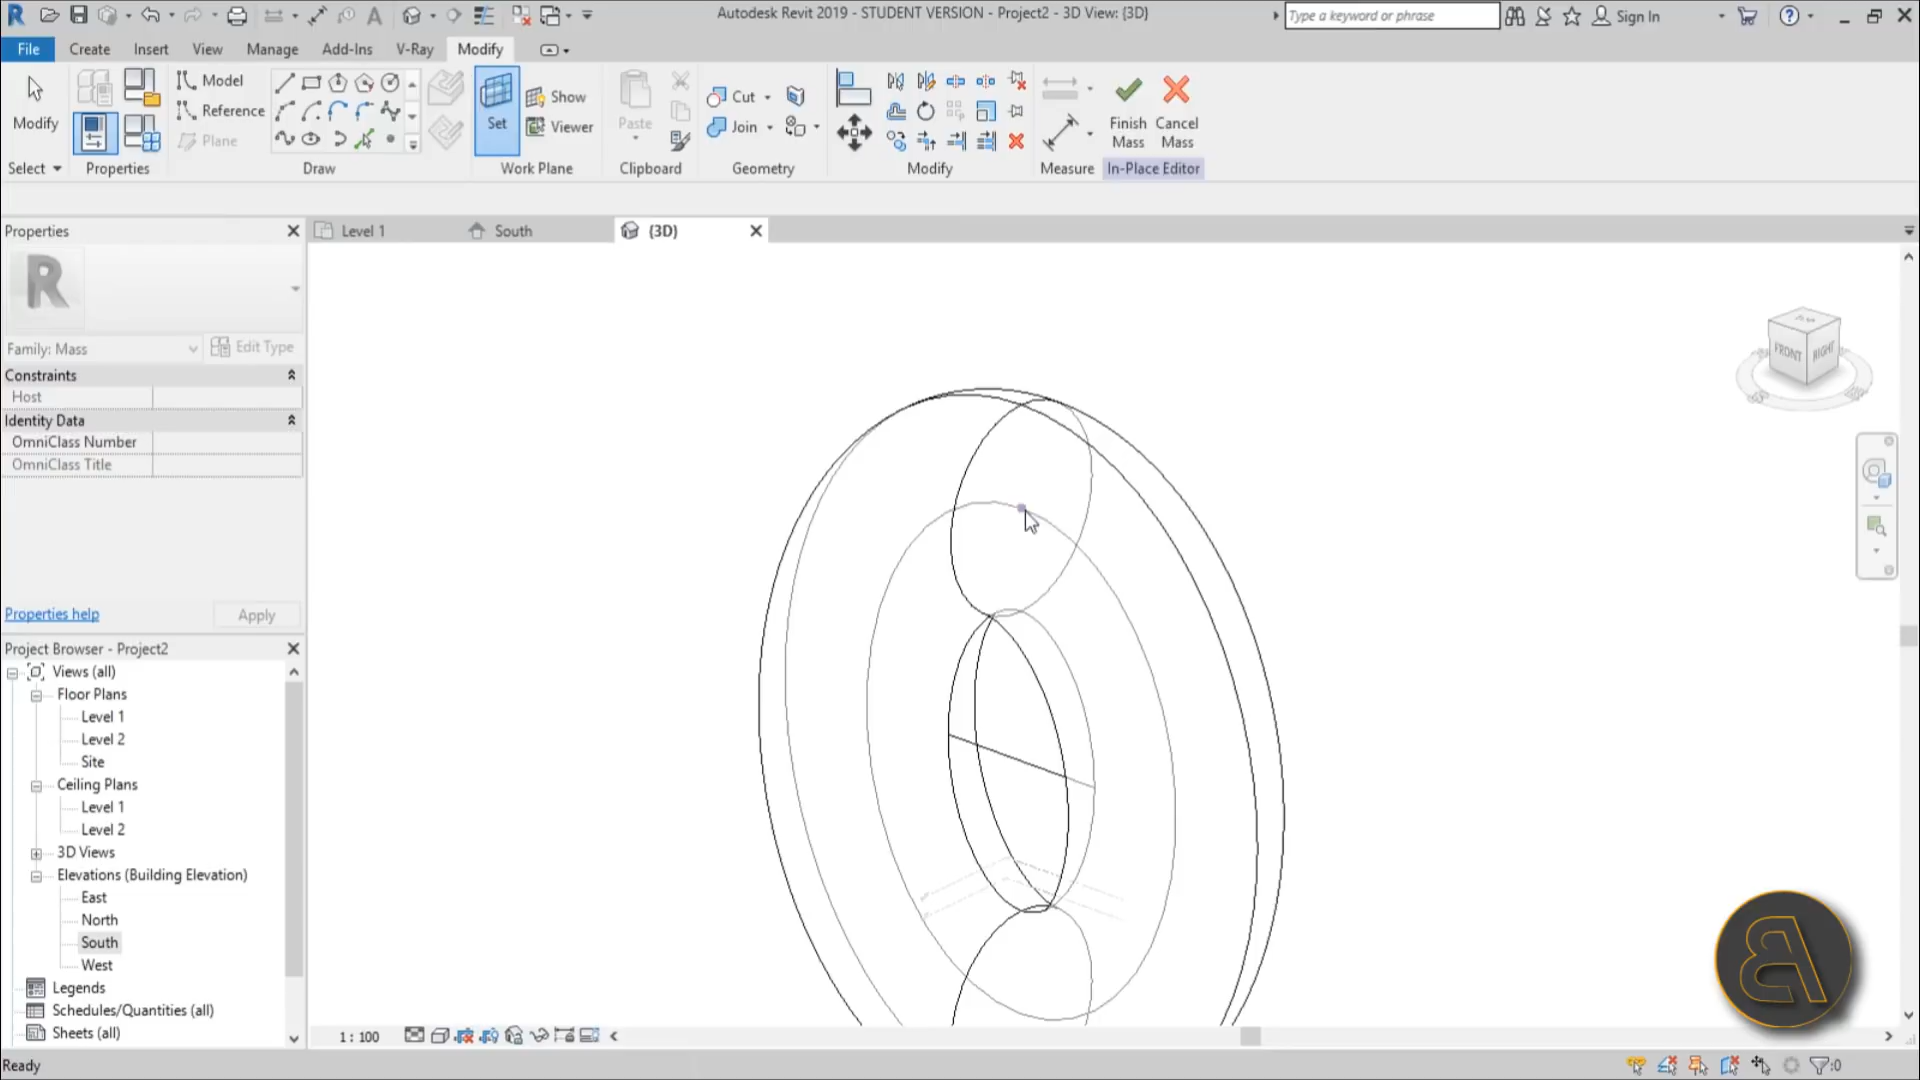 Autodesk Revit 2019 - STUDENT VERSION - Project2 - 3D View: {3D}
Type a keyword or phrase
Sign In
File Create Insert View Manage Add-Ins V-Ray Modify
Model
Reference
Plane
Modify
Set
Show
Viewer
Paste
Cut
Join
Finish Mass
Cancel Mass
Select Properties Draw Work Plane Clipboard Geometry Modify Measure In-Place Editor
Properties
Level 1 South {3D}
R
Family: Mass Edit Type
Constraints
Host
Identity Data
OmniClass Number
OmniClass Title
Properties help Apply
TOP
FRONT RIGHT
Project Browser - Project2
Views (all)
Floor Plans
Level 1
Level 2
Site
Ceiling Plans
Level 1
Level 2
3D Views
Elevations (Building Elevation)
East
North
South
West
Legends
Schedules/Quantities (all)
Sheets (all)
1 : 100
Ready
:0